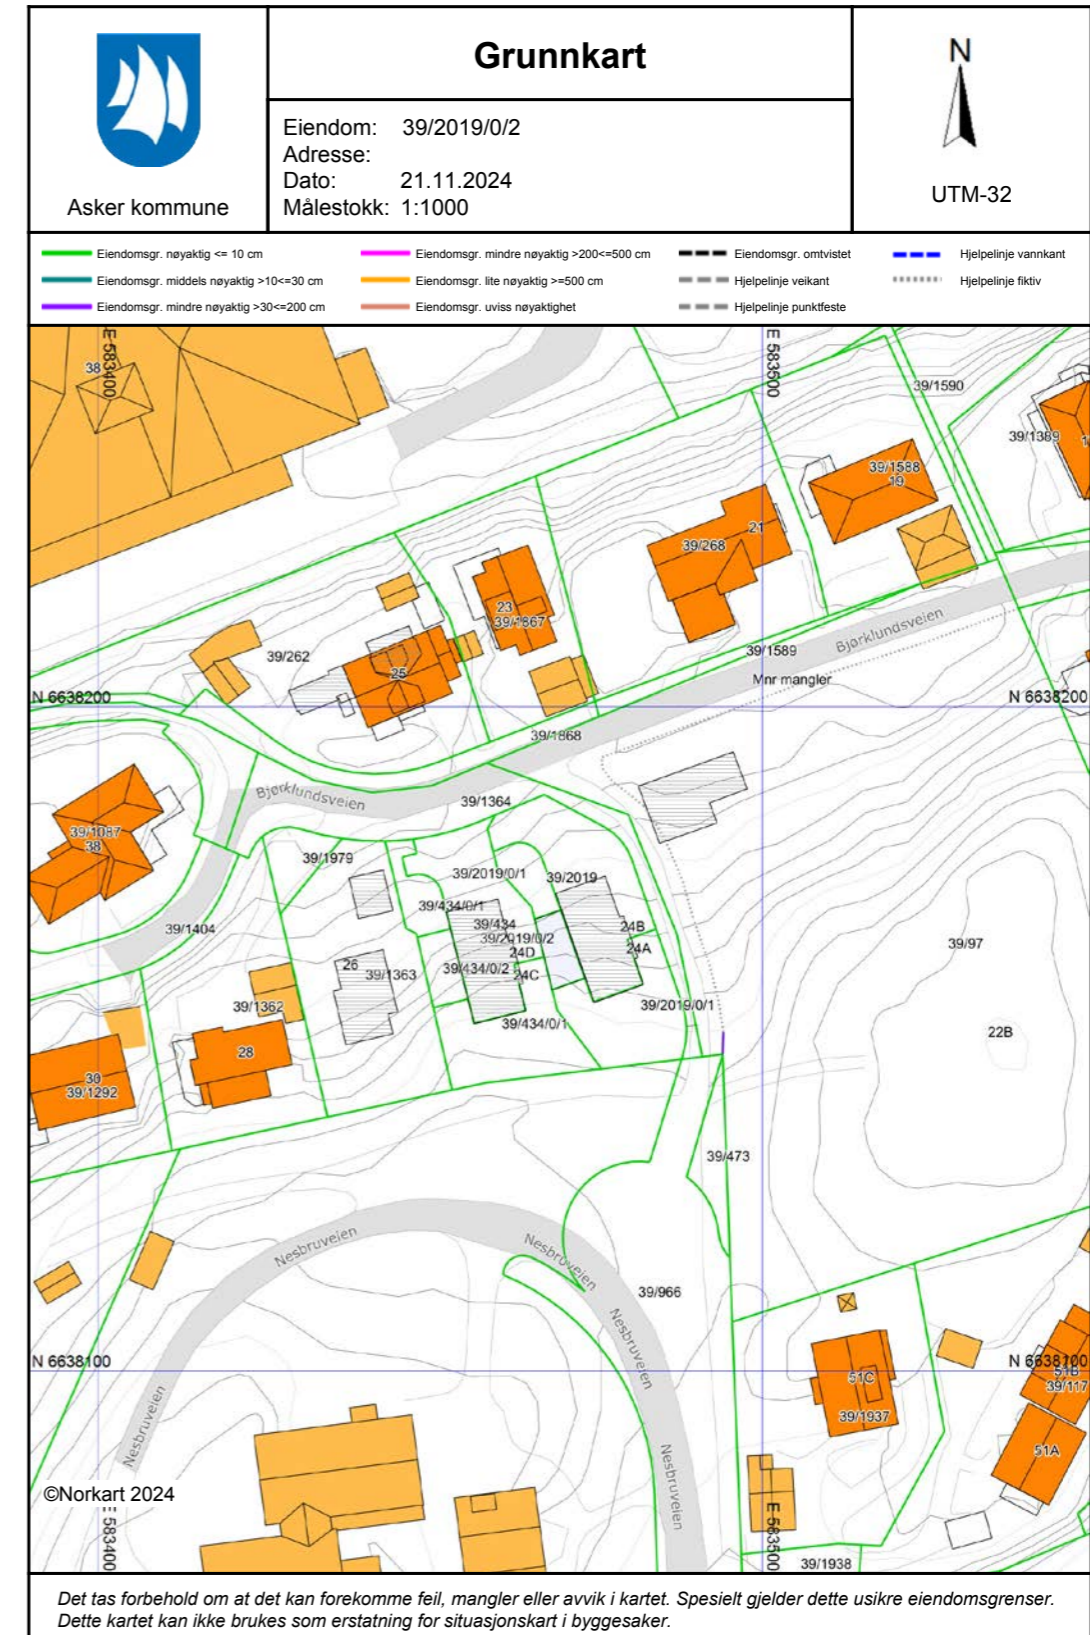 Grunnkart
Asker kommune
Eiendom: 39/2019/0/2
Adresse:
Dato: 21.11.2024
Målestokk: 1:1000
N
UTM-32
Eiendomsgr. nøyaktig <= 10 cm
Eiendomsgr. middels nøyaktig >10<=30 cm
Eiendomsgr. mindre nøyaktig >30<=200 cm
Eiendomsgr. mindre nøyaktig >200<=500 cm
Eiendomsgr. lite nøyaktig >=500 cm
Eiendomsgr. uviss nøyaktighet
Eiendomsgr. omtvistet
Hjelpelinje veikant
Hjelpelinje punktfeste
Hjelpelinje vannkant
Hjelpelinje fiktiv
E 583400
E 583500
38
39/1590
39/1389
39/1588
19
21
39/268
23
39/1867
39/262
25
Bjørklundsveien
39/1589
Mnr mangler
N 6638200
N 6638200
39/1868
Bjørklundsveien
39/1364
39/1087
38
39/1979
39/2019/0/1
39/2019
39/434/0/1
39/434
39/2019/0/2
24B
24D
24A
39/1404
39/97
26
39/1363
39/434/0/2
24C
39/1362
39/434/0/1
39/2019/0/1
22B
28
30
39/1292
39/473
Nesbruveien
Nesbruveien
39/966
Nesbruveien
N 6638100
N 6638100
51C
51B
39/117
39/1937
Nesbruveien
51A
Nesbruveien
©Norkart 2024
E 583400
E 583500
39/1938
Det tas forbehold om at det kan forekomme feil, mangler eller avvik i kartet. Spesielt gjelder dette usikre eiendomsgrenser.
Dette kartet kan ikke brukes som erstatning for situasjonskart i byggesaker.